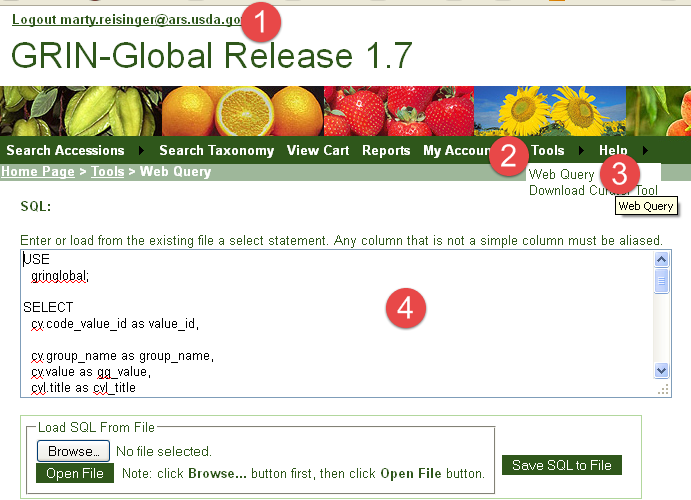 Logout marty.reisinger@ars.usda.go
1
GRIN-Global Release 1.7
Search Accessions Search Taxonomy View Cart Reports My Accoun 2 Tools Help
Home Page > Tools > Web Query
Web Query 3
Download Curator Tool
Web Query
SQL:
Enter or load from the existing file a select statement. Any column that is not a simple column must be aliased.
USE
gringlobal;
SELECT
cv.code_value_id as value_id,
4
cv.group_name as group_name,
cv.value as gg_value,
cvl.title as cvl_title
Load SQL From File
Browse... No file selected.
Open File Note: click Browse... button first, then click Open File button.
Save SQL to File